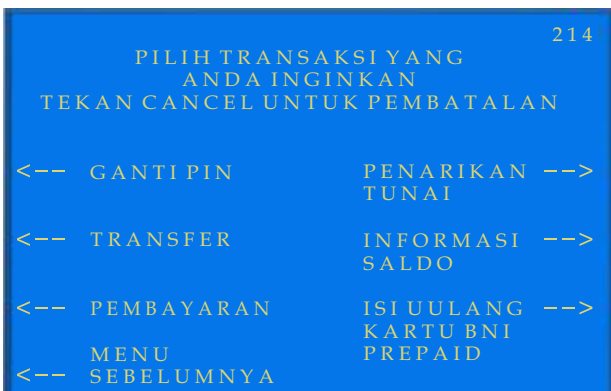 214
PILIH TRANSAKSI YANG
ANDA INGINKAN
TEKAN CANCEL UNTUK PEMBATALAN
<-- GANTI PIN
PENARIKAN -->
TUNAI
<-- TRANSFER
INFORMASI -->
SALDO
<-- PEMBAYARAN
ISI UULANG -->
KARTU BNI
PREPAID
MENU
<-- SEBELUMNYA